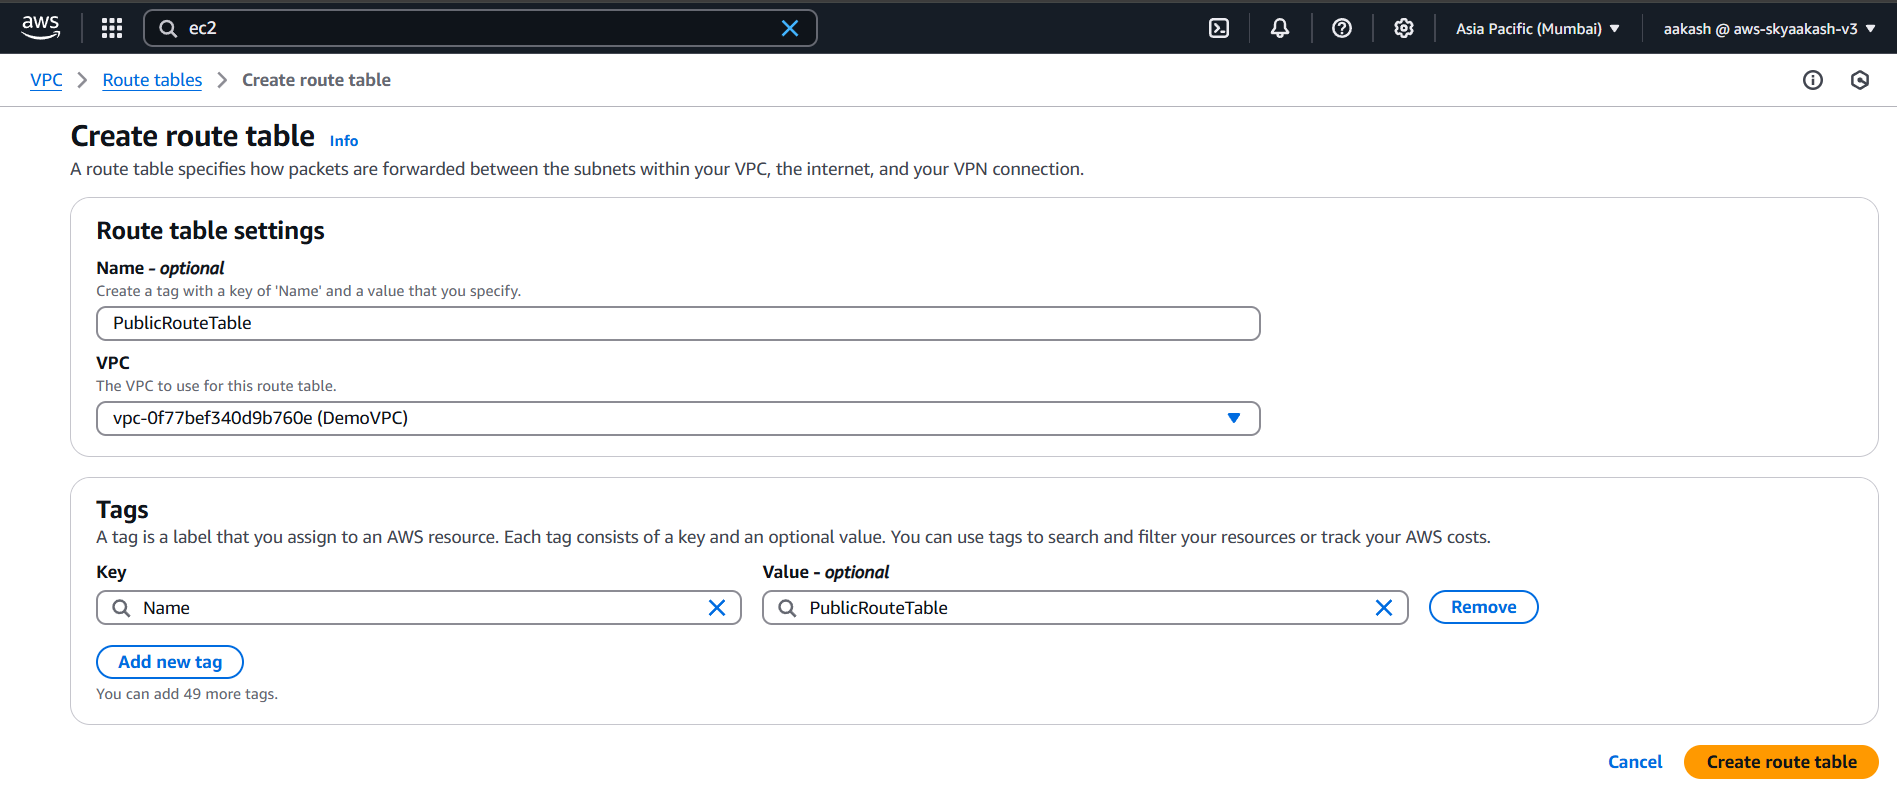 aws
ec2
Asia Pacific (Mumbai)
aakash @ aws-skyaakash-v3
VPC
Route tables
Create route table
Create route table
Info
A route table specifies how packets are forwarded between the subnets within your VPC, the internet, and your VPN connection.
Route table settings
Name - optional
Create a tag with a key of 'Name' and a value that you specify.
PublicRouteTable
VPC
The VPC to use for this route table.
vpc-0f77bef340d9b760e (DemoVPC)
Tags
A tag is a label that you assign to an AWS resource. Each tag consists of a key and an optional value. You can use tags to search and filter your resources or track your AWS costs.
Key
Value - optional
Name
PublicRouteTable
Remove
Add new tag
You can add 49 more tags.
Cancel
Create route table